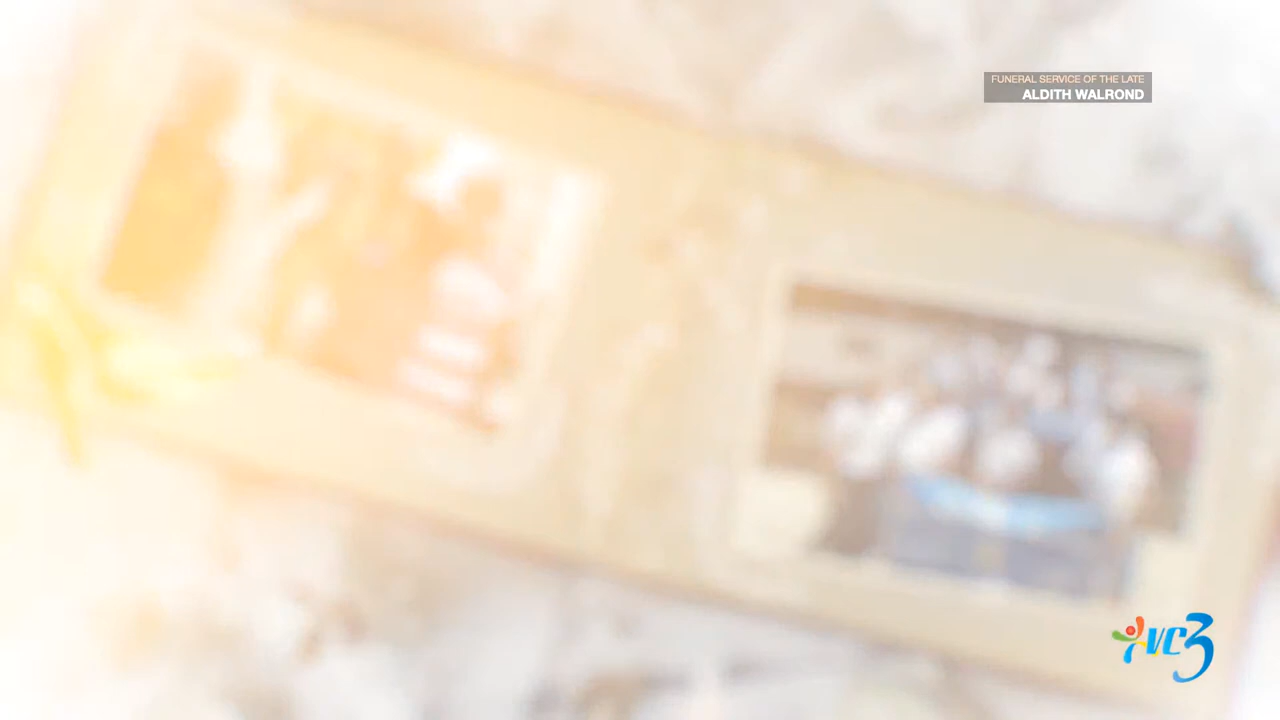 FUNERAL SERVICE OF THE LATE
ALDITH WALROND
VC3